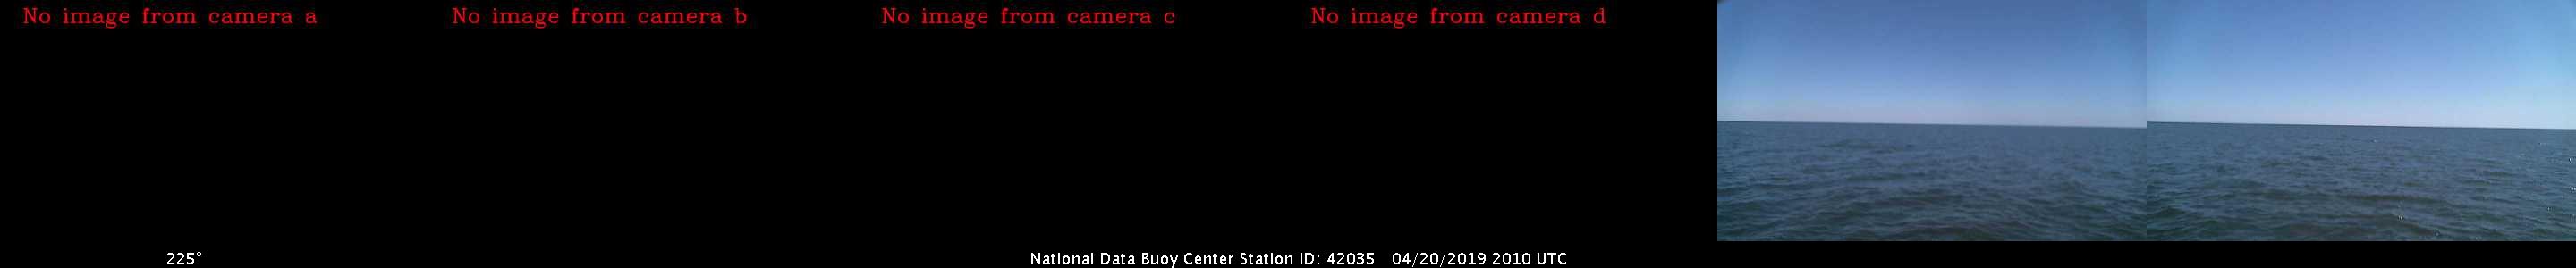 No image from camera a
No image from camera b
No image from camera c
No image from camera d
225°
National Data Buoy Center Station ID: 42035 04/20/2019 2010 UTC